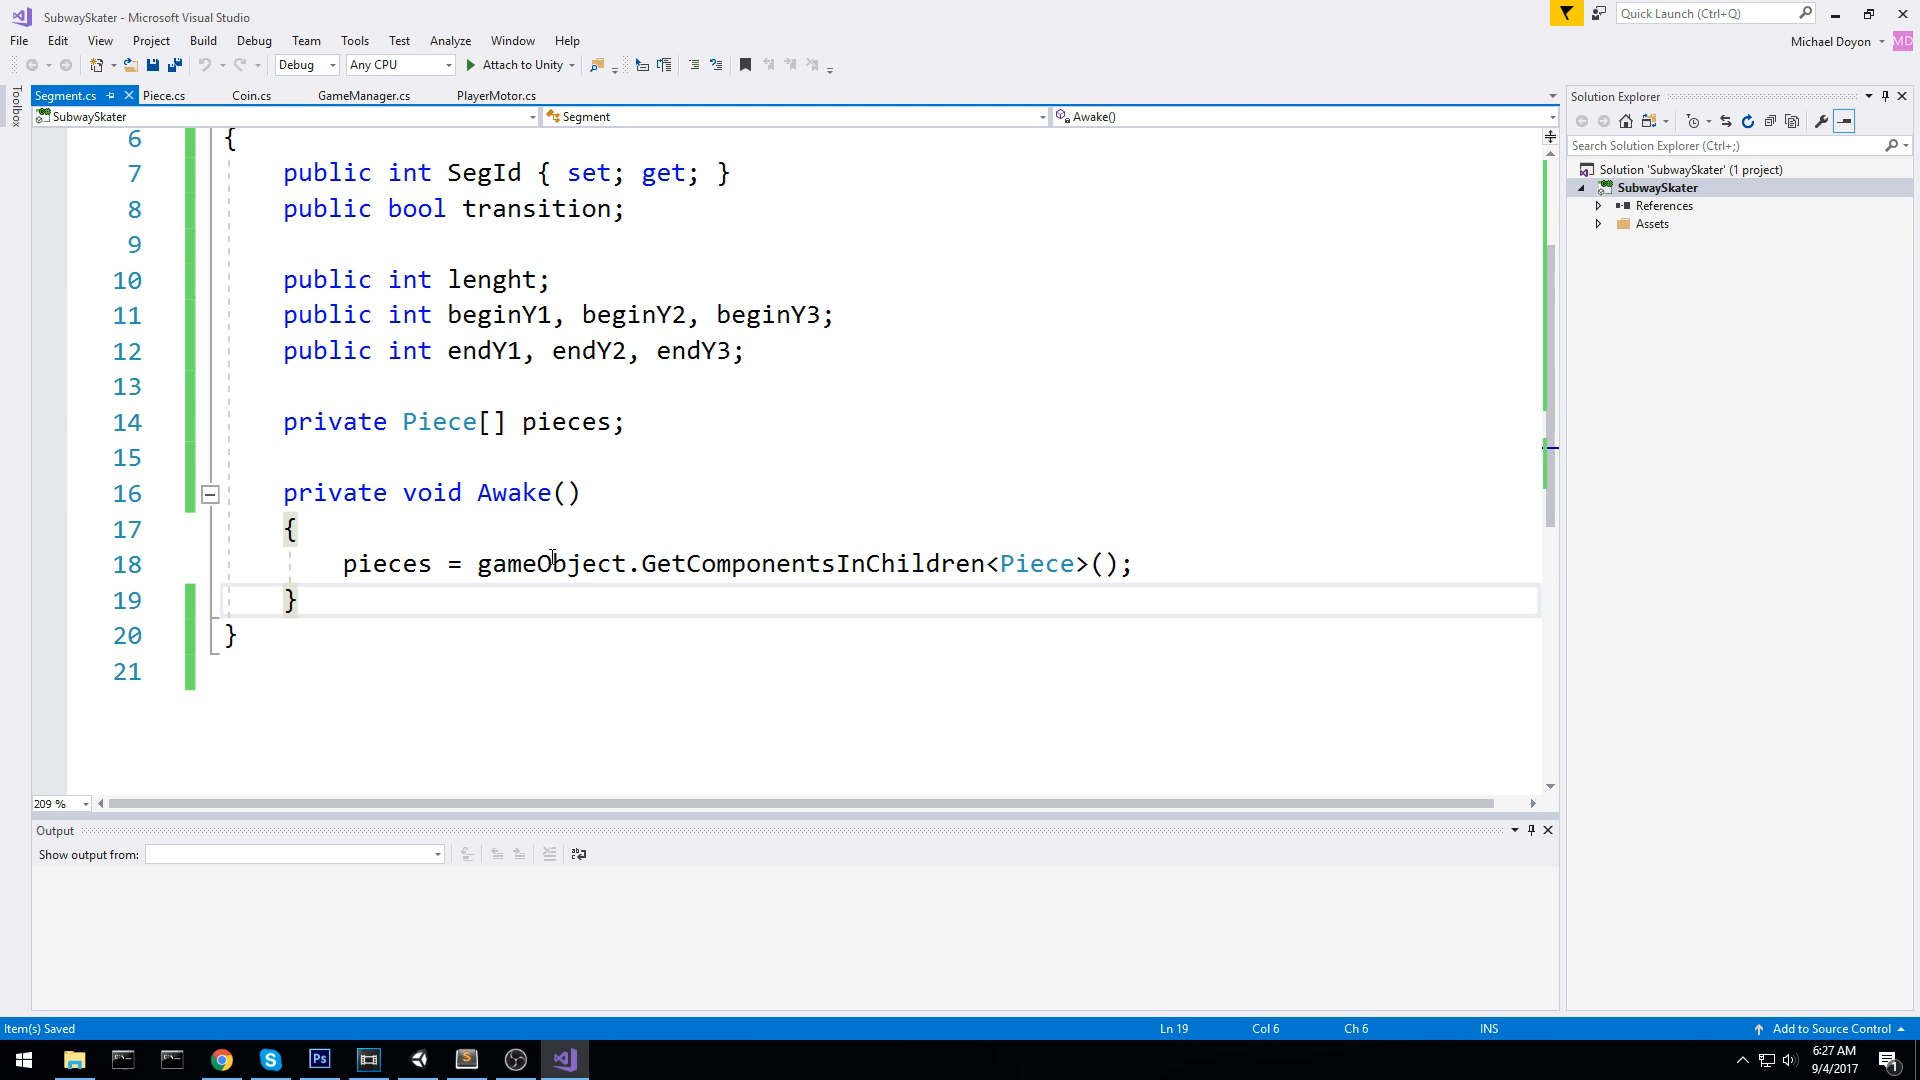 SubwaySkater - Microsoft Visual Studio
Quick Launch (Ctrl+Q)
File Edit View Project Build Debug Team Tools Test Analyze Window Help
Michael Doyon MD
Debug Any CPU Attach to Unity
Toolbox
Segment.cs Piece.cs Coin.cs GameManager.cs PlayerMotor.cs
SubwaySkater Segment Awake()
6 {
7 public int SegId { set; get; }
8 public bool transition;
9
10 public int lenght;
11 public int beginY1, beginY2, beginY3;
12 public int endY1, endY2, endY3;
13
14 private Piece[] pieces;
15
16 private void Awake()
17 {
18 pieces = gameObject.GetComponentsInChildren<Piece>();
19 }
20 }
21
209 %
Output
Show output from:
Solution Explorer
Search Solution Explorer (Ctrl+;)
Solution 'SubwaySkater' (1 project)
SubwaySkater
References
Assets
Item(s) Saved Ln 19 Col 6 Ch 6 INS Add to Source Control
Ps
6:27 AM
9/4/2017
1